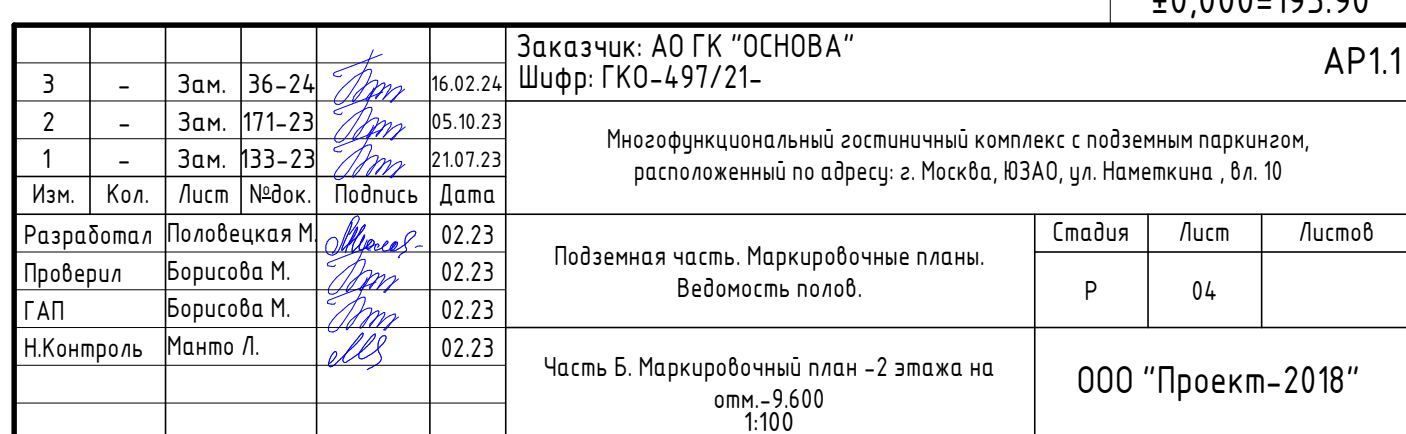 ±0,000=195.90
Заказчик: АО ГК "ОСНОВА"
Шифр: ГКО-497/21-
АР1.1
3 - Зам. 36-24 16.02.24
2 - Зам. 171-23 05.10.23
1 - Зам. 133-23 21.07.23
Изм. Кол. Лист №док. Подпись Дата
Многофункциональный гостиничный комплекс с подземным паркингом,
расположенный по адресу: г. Москва, ЮЗАО, ул. Наметкина , вл. 10
Разработал Половецкая М. 02.23
Проверил Борисова М. 02.23
ГАП Борисова М. 02.23
Н.Контроль Манто Л. 02.23
Подземная часть. Маркировочные планы.
Ведомость полов.
Стадия Лист Листов
Р 04
Часть Б. Маркировочный план -2 этажа на
отм.-9.600
1:100
ООО "Проект-2018"